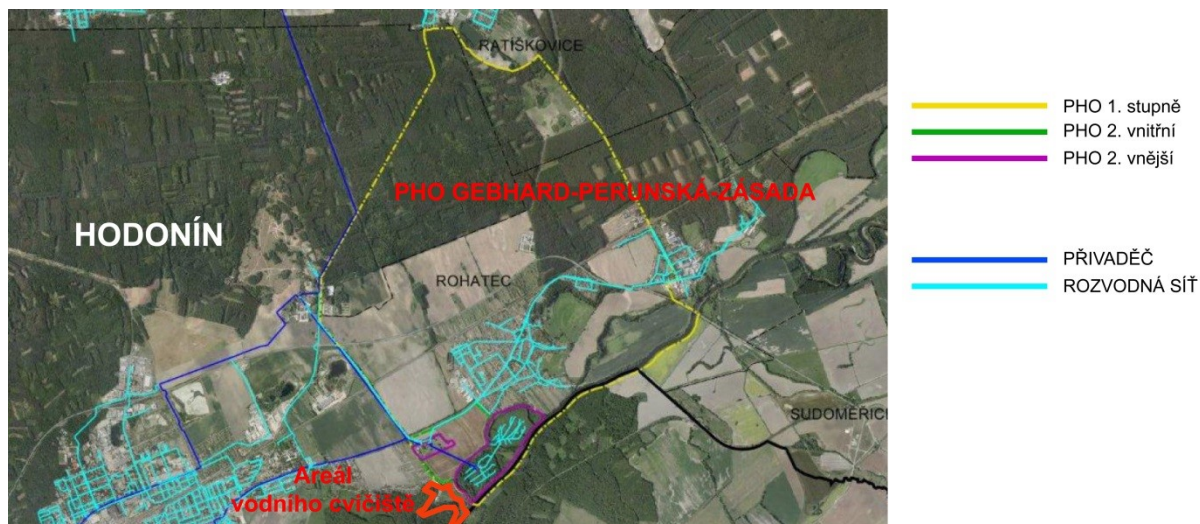 RATÍŠKOVICE
PHO GEBHARD-PERUNSKÁ-ZÁSADA
HODONÍN
ROHATEC
SUDOMĚŘICE
Areál
vodního cvičiště
PHO 1. stupně
PHO 2. vnitřní
PHO 2. vnější
PŘIVADĚČ
ROZVODNÁ SÍŤ